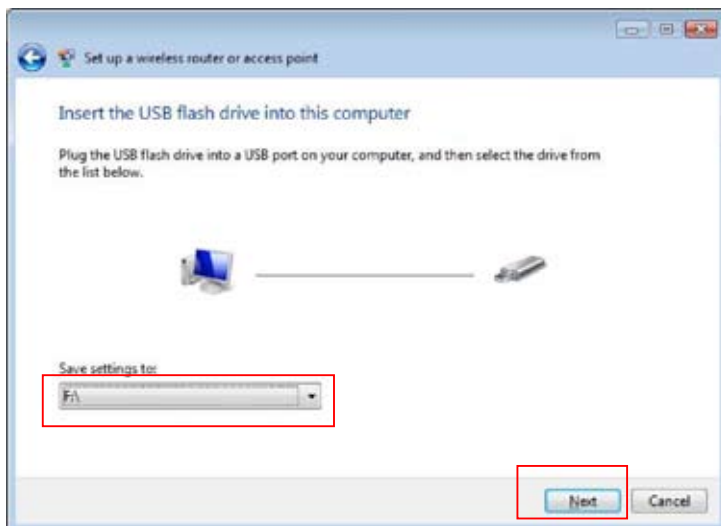 Set up a wireless router or access point
Insert the USB flash drive into this computer
Plug the USB flash drive into a USB port on your computer, and then select the drive from
the list below.
Save settings to:
F:\
Next
Cancel